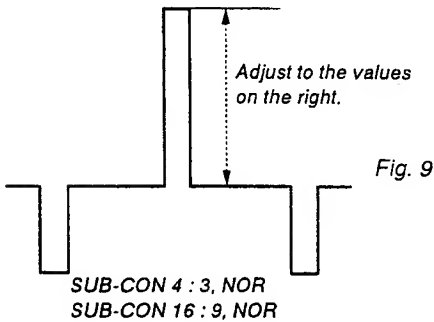 Adjust to the values
on the right.
Fig. 9
SUB-CON 4 : 3, NOR
SUB-CON 16 : 9, NOR